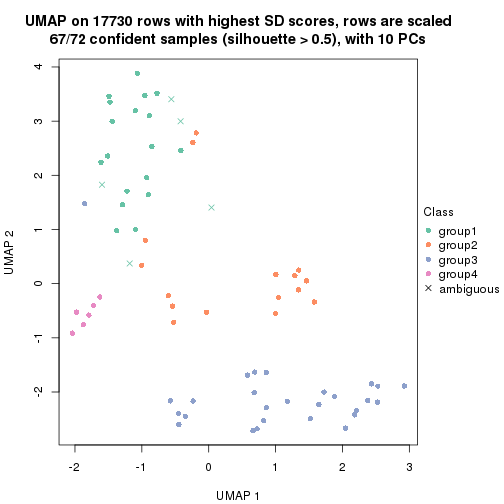 UMAP on 17730 rows with highest SD scores, rows are scaled
67/72 confident samples (silhouette > 0.5), with 10 PCs
4
3
2
1
0
-1
-2
UMAP 2
-2
-1
0
1
2
3
UMAP 1
Class
group1
group2
group3
group4
ambiguous